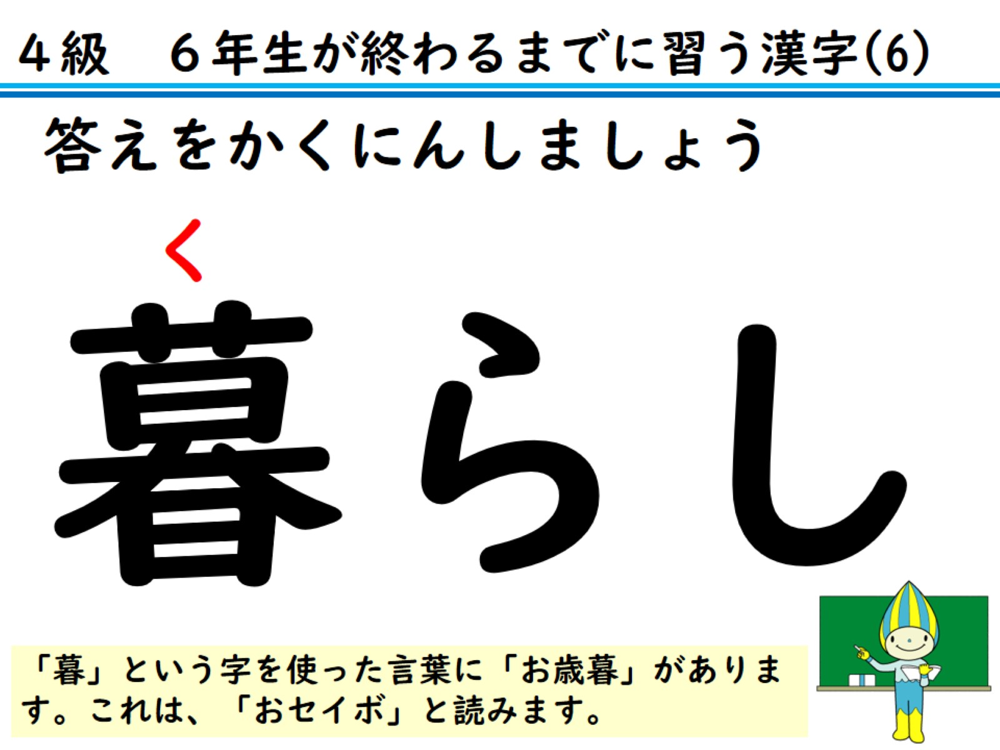 ４級　６年生が終わるまでに習う漢字(6)
答えをかくにんしましょう
く
暮らし
「暮」という字を使った言葉に「お歳暮」がありま
す。これは、「おセイボ」と読みます。